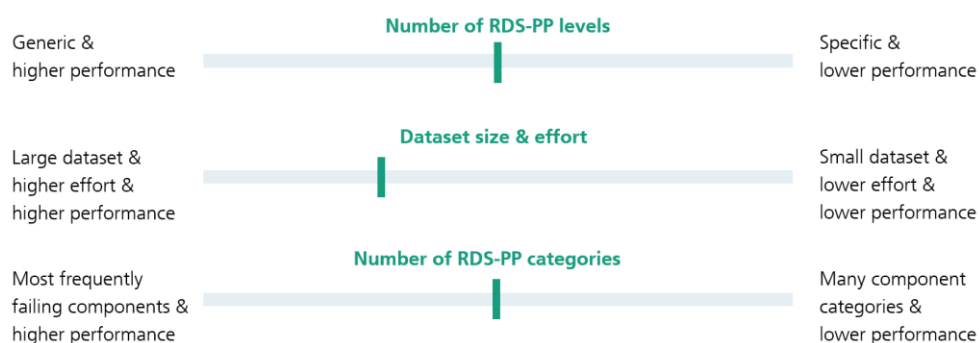 Number of RDS-PP levels
Generic &
higher performance
Specific &
lower performance
Dataset size & effort
Large dataset &
higher effort &
higher performance
Small dataset &
lower effort &
lower performance
Number of RDS-PP categories
Most frequently
failing components &
higher performance
Many component
categories &
lower performance